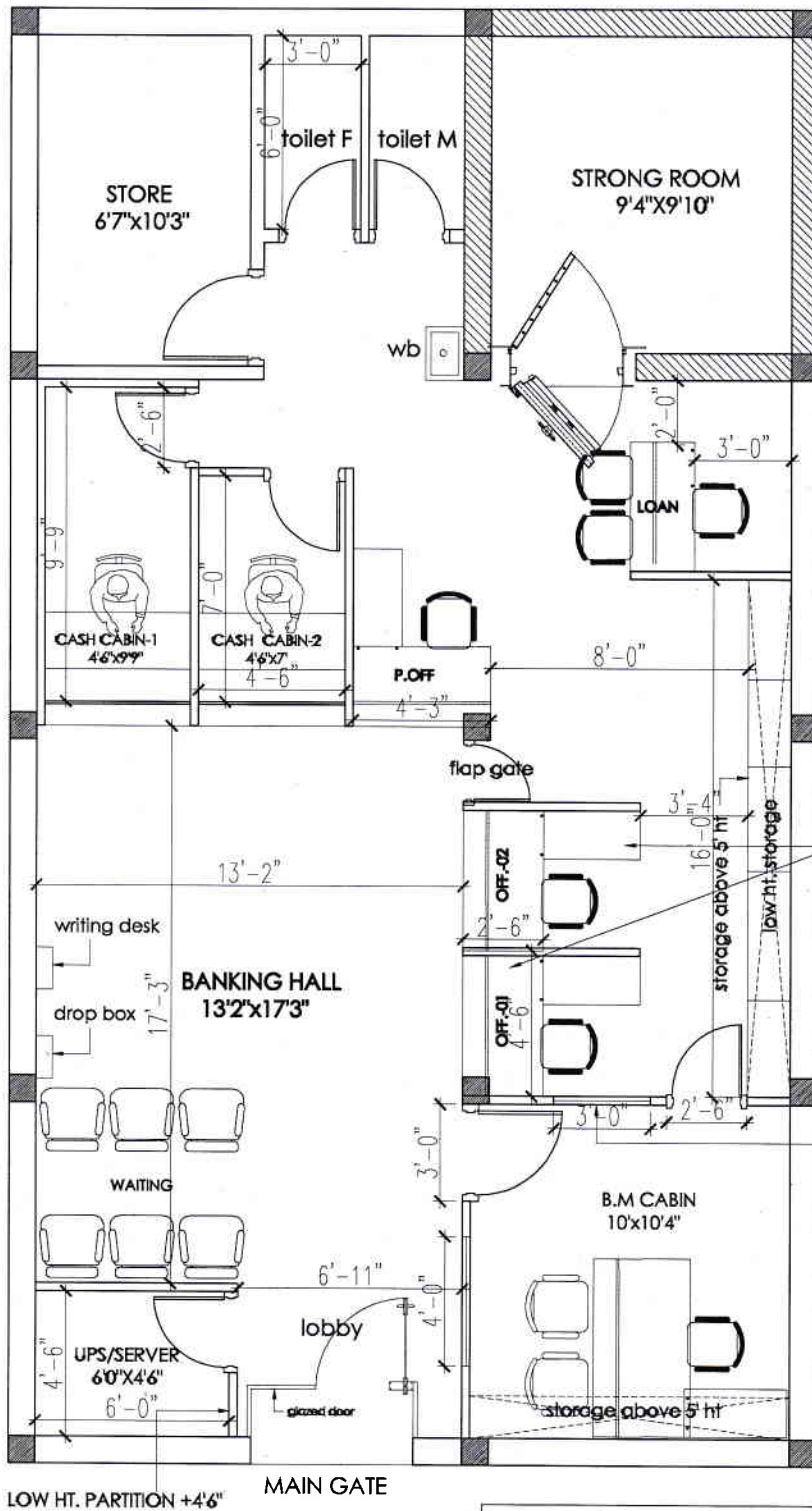 3'-0"
6'-0"
toilet F
toilet M
STORE
6'7"x10'3"
STRONG ROOM
9'4"X9'10"
wb
2'-6"
2'-0"
3'-0"
LOAN
9'-9"
7'-0"
CASH CABIN-1
4'6"x9'9"
CASH CABIN-2
4'6"x7'
4'-6"
P.OFF
4'-3"
8'-0"
flap gate
3'-4"
16'-0"
storage above 5' ht
low ht. storage
13'-2"
OFF.-02
2'-6"
writing desk
BANKING HALL
13'2"x17'3"
17'-3"
drop box
OFF.-01
4'-6"
3'-0"
2'-6"
3'-0"
WAITING
B.M CABIN
10'x10'4"
6'-11"
4'-0"
lobby
UPS/SERVER
6'0"X4'6"
4'-6"
6'-0"
glazed door
storage above 5' ht
MAIN GATE
LOW HT. PARTITION +4'6"